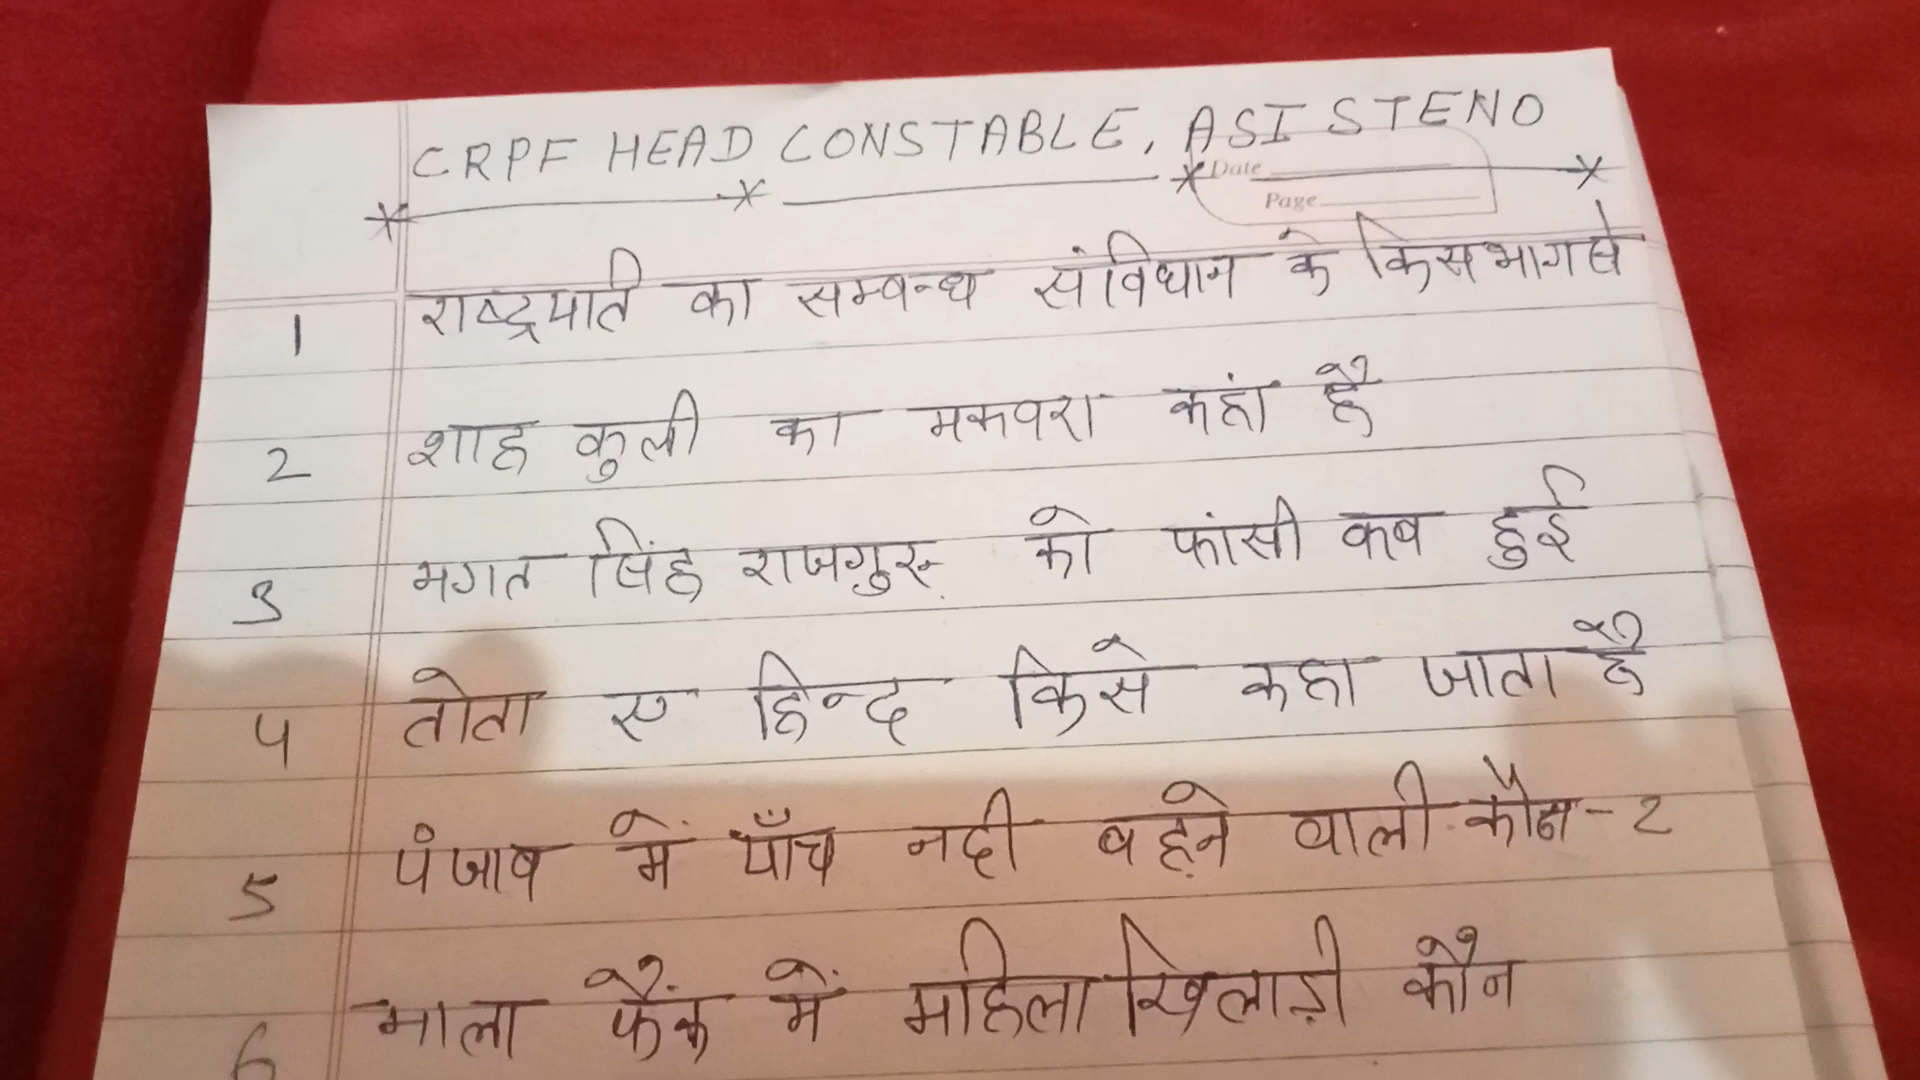 CRPF HEAD CONSTABLE, ASI STENO
Date
Page
1 राष्ट्रपति का सम्बन्ध संविधान के किस भाग से
2 शाह कुली का मकबरा कहां है
3 भगत सिंह राजगुरू को फांसी कब हुई
4 तोता ए हिन्द किसे कहा जाता है
5 पंजाब में पाँच नदी बहने वाली कौन-2
6 भाला फैंक में महिला खिलाड़ी कौन